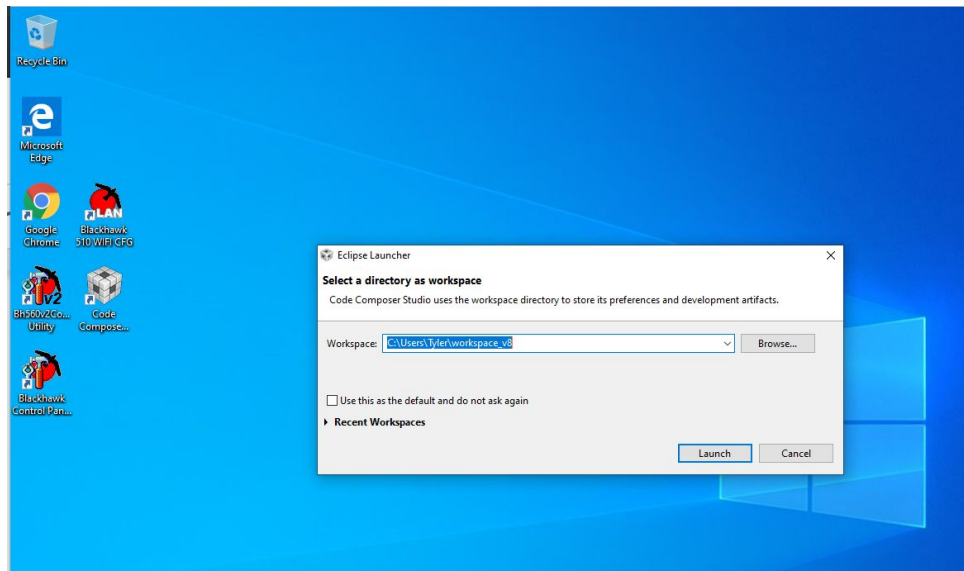 Recycle Bin
Microsoft
Edge
Google
Chrome
LAN
Blackhawk
510 WIFI CFG
v2
Bh560v2Co...
Utility
Code
Compose...
Blackhawk
Control Pan...
Eclipse Launcher
Select a directory as workspace
Code Composer Studio uses the workspace directory to store its preferences and development artifacts.
Workspace: C:\Users\Tyler\workspace_v8 Browse...
Use this as the default and do not ask again
Recent Workspaces
Launch Cancel